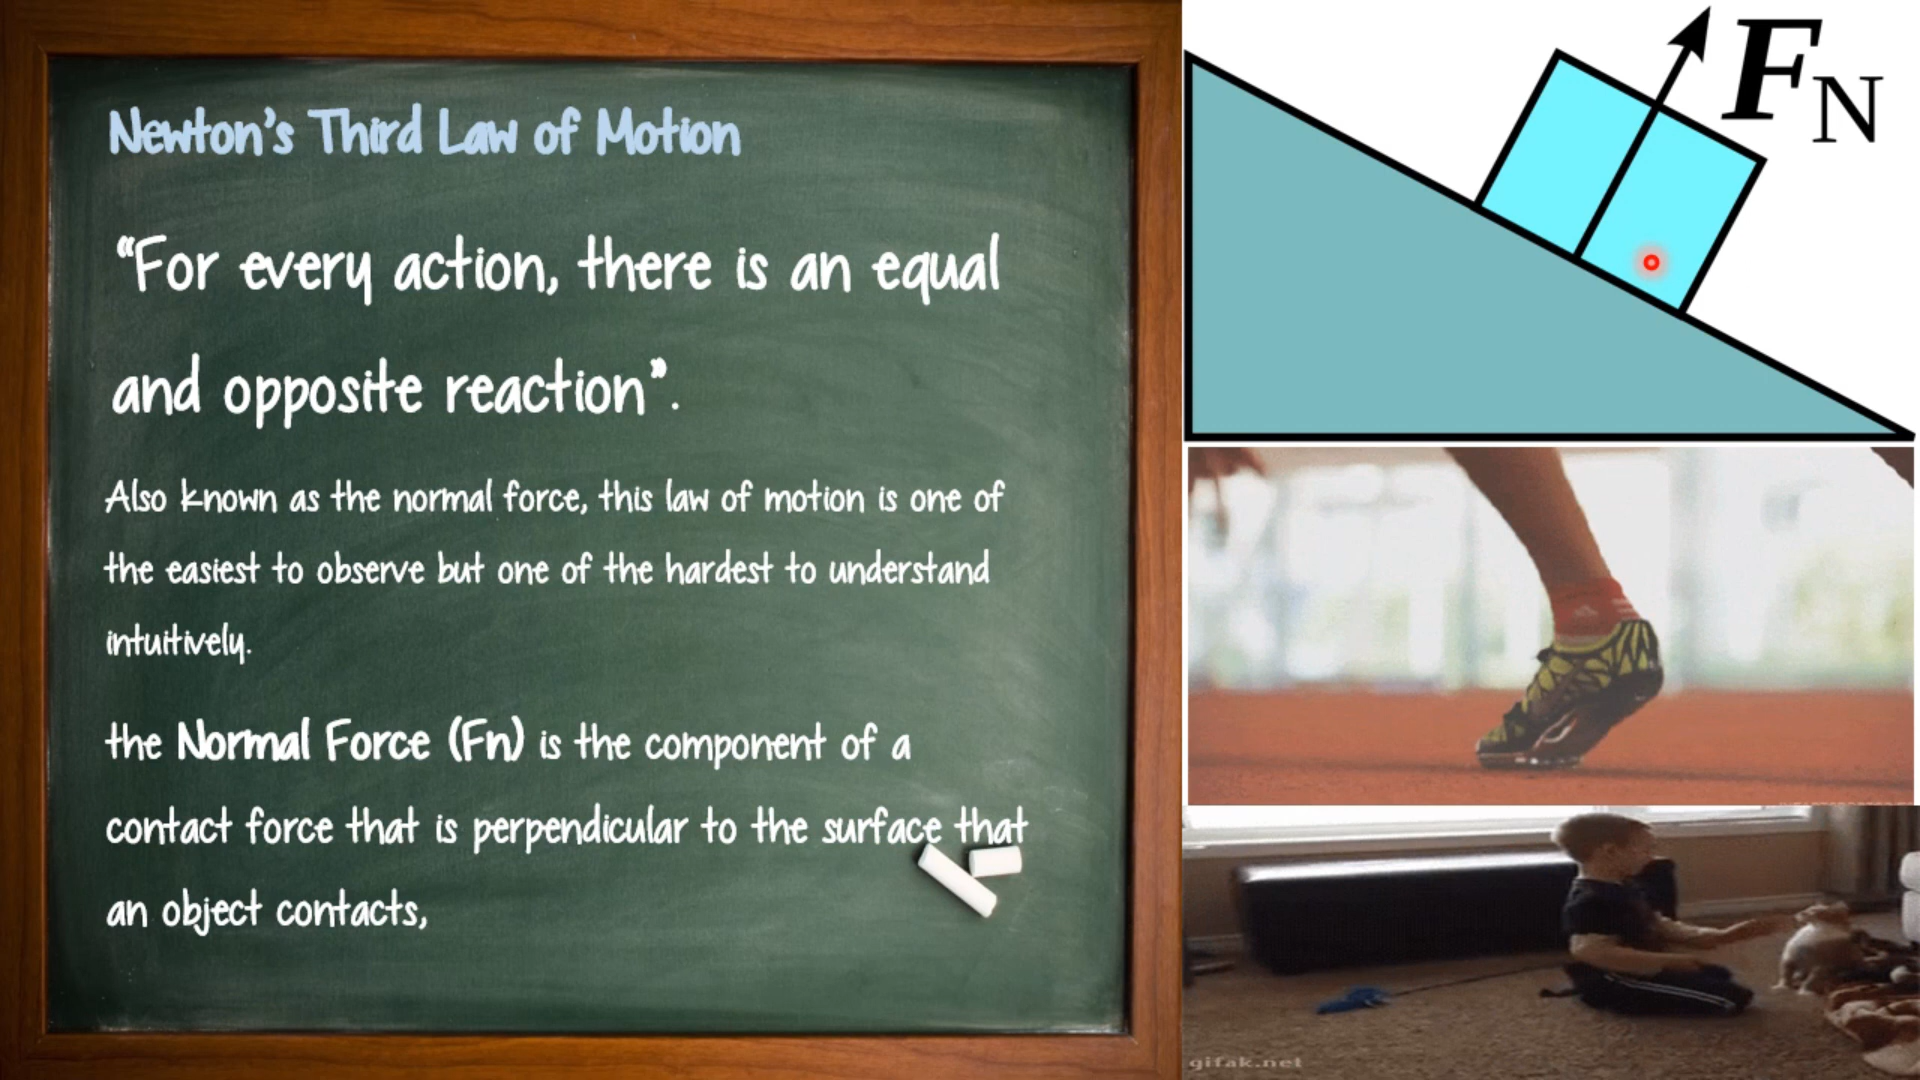 Newton's Third Law of Motion
“For every action, there is an equal
and opposite reaction”.
Also known as the normal force, this law of motion is one of
the easiest to observe but one of the hardest to understand
intuitively.
the Normal Force (Fn) is the component of a
contact force that is perpendicular to the surface that
an object contacts,
FN
gifak.net